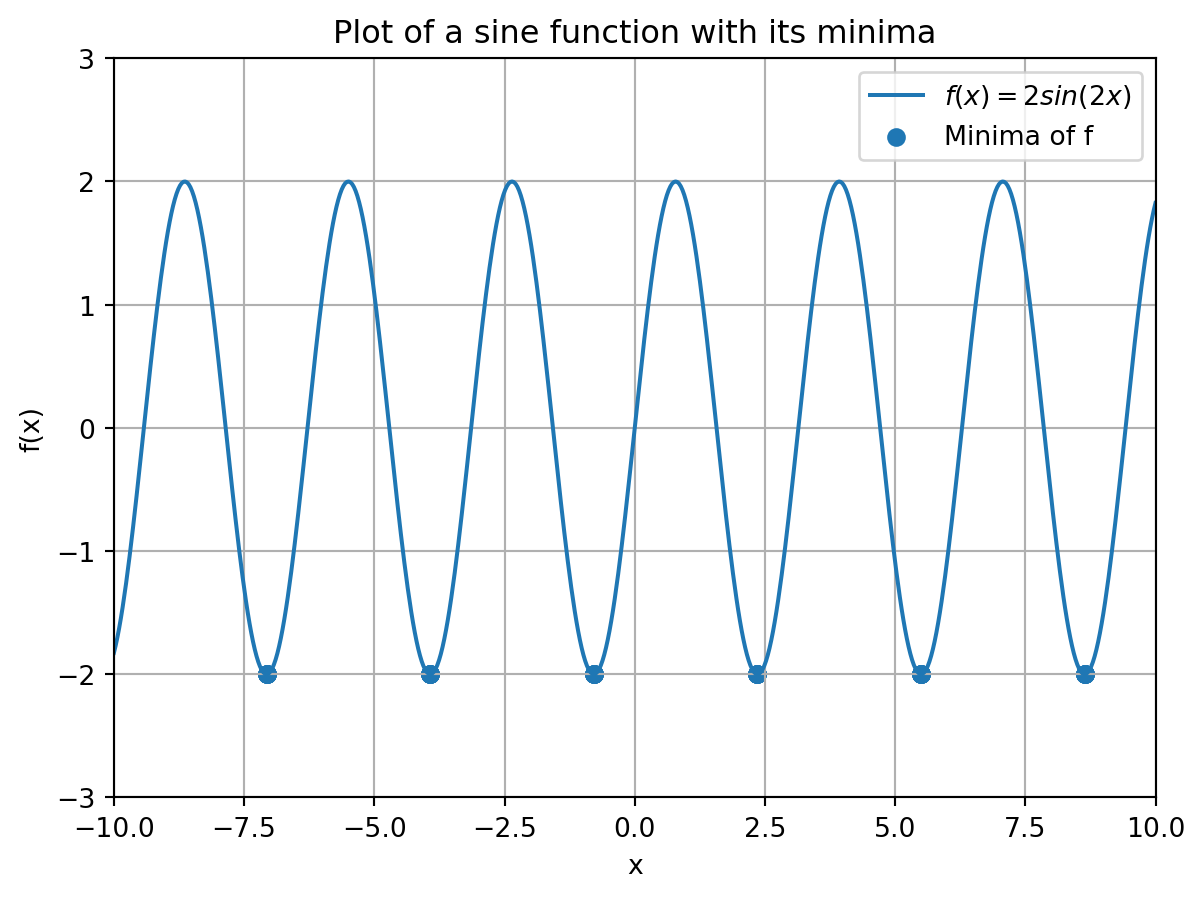 Plot of a sine function with its minima
3
f(x) = 2sin(2x)
Minima of f
2
1
0
−1
−2
−3
f(x)
−10.0 −7.5 −5.0 −2.5 0.0 2.5 5.0 7.5 10.0
x